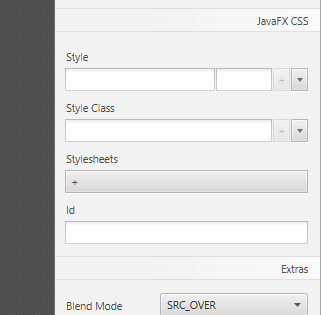 JavaFX CSS
Style
+
Style Class
+
Stylesheets
+
Id
Extras
Blend Mode SRC_OVER